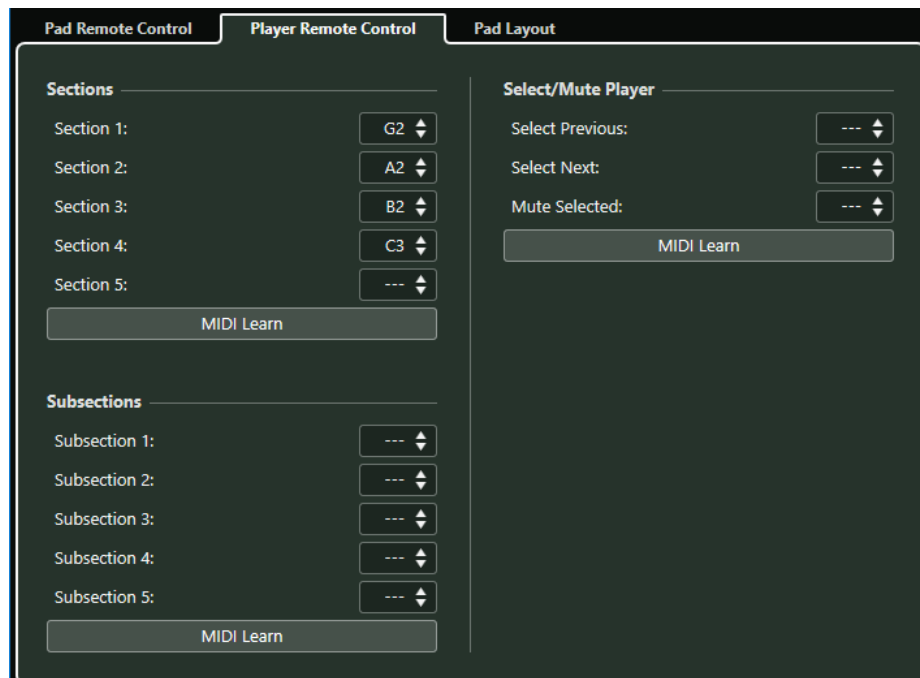 Pad Remote Control
Player Remote Control
Pad Layout
Sections
Section 1: G2
Section 2: A2
Section 3: B2
Section 4: C3
Section 5: ---
MIDI Learn
Subsections
Subsection 1: ---
Subsection 2: ---
Subsection 3: ---
Subsection 4: ---
Subsection 5: ---
MIDI Learn
Select/Mute Player
Select Previous: ---
Select Next: ---
Mute Selected: ---
MIDI Learn